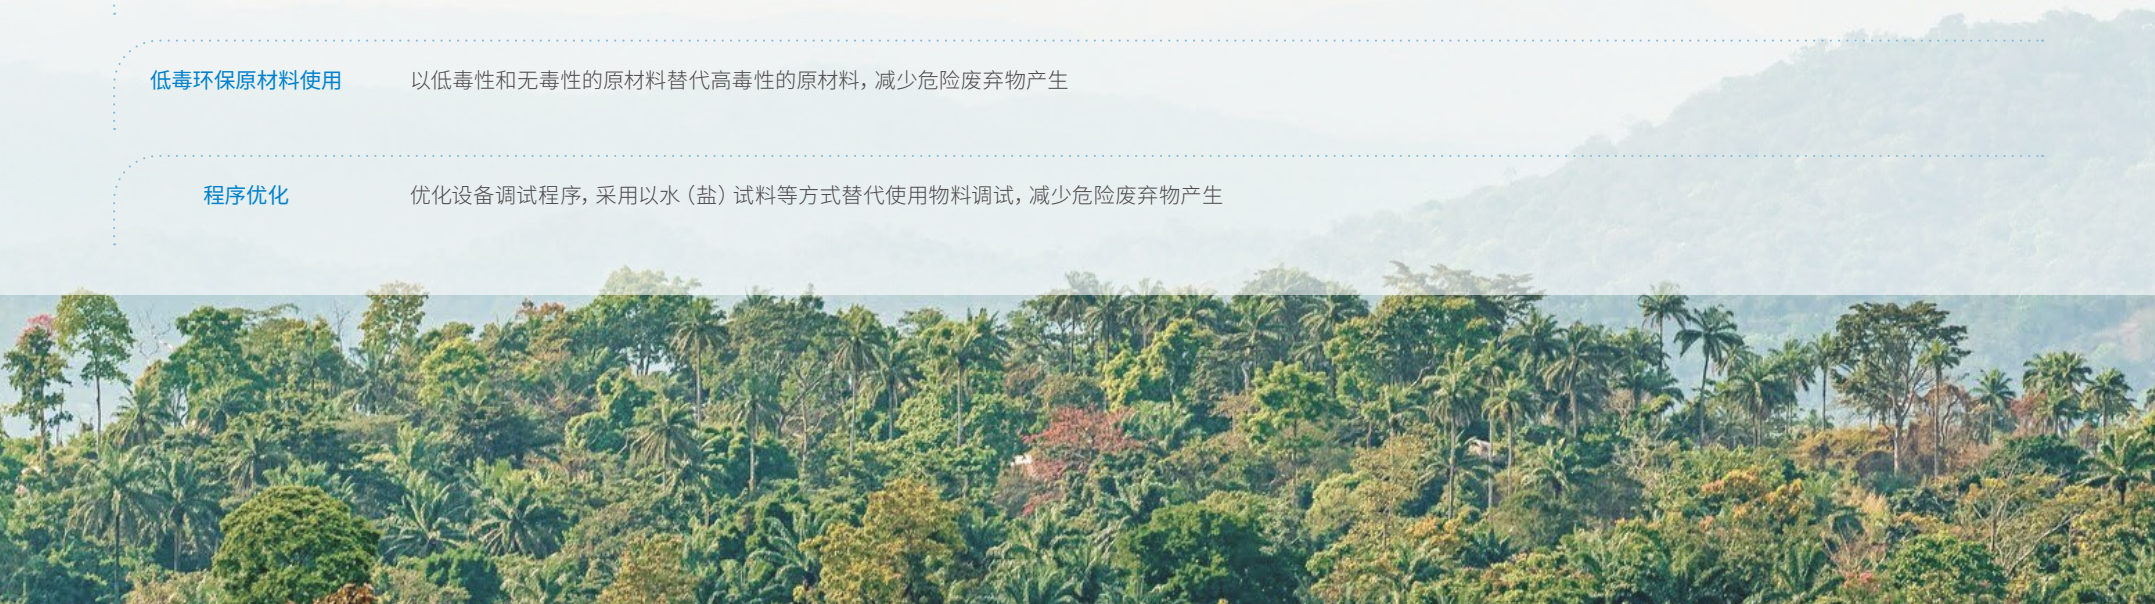 低毒环保原材料使用 以低毒性和无毒性的原材料替代高毒性的原材料，减少危险废弃物产生
程序优化 优化设备调试程序，采用以水（盐）试料等方式替代使用物料调试，减少危险废弃物产生